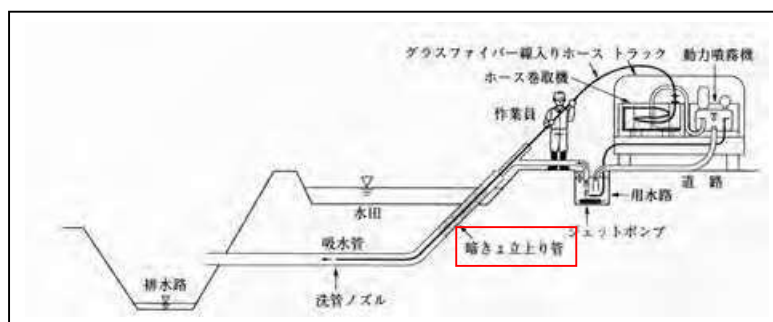 グラスファイバー線入りホース トラック 動力噴霧機
ホース巻取機
作業員
水田
吸水管
排水路
洗管ノズル
暗きょ立上り管
道路
用水路
ジェットポンプ